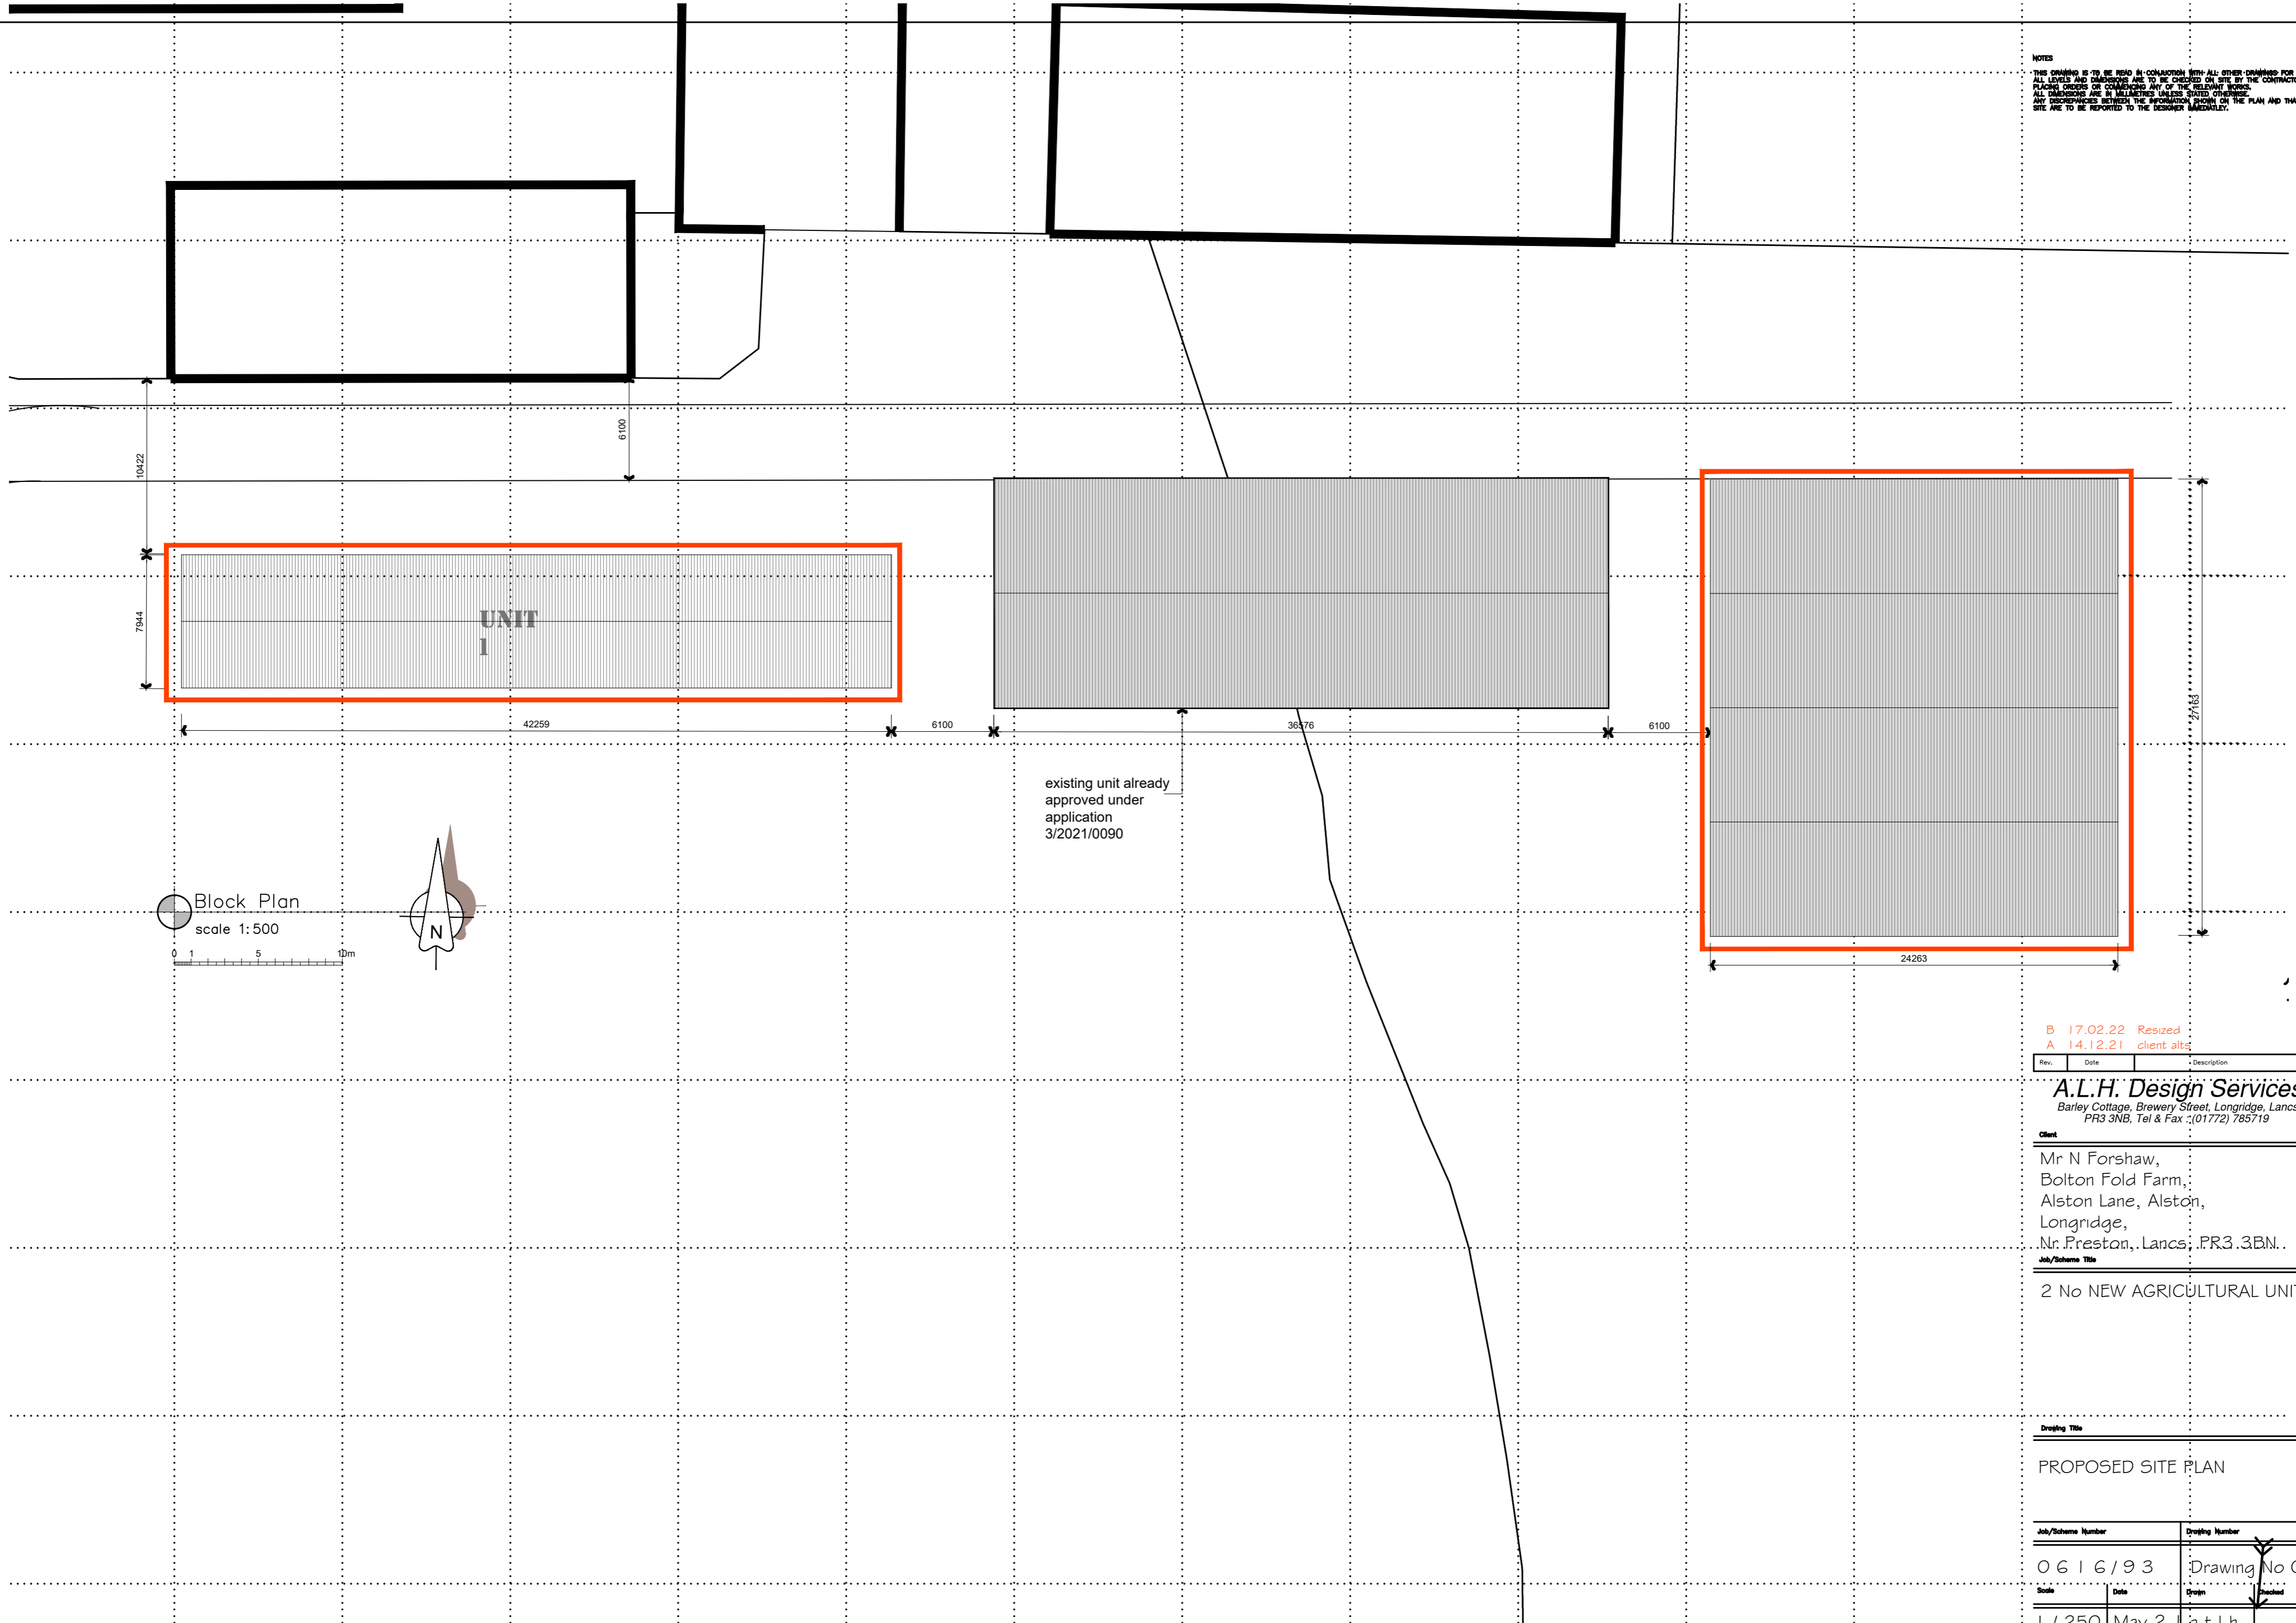 NOTES
THIS DRAWING IS TO BE READ IN CONJUCTION WITH ALL OTHER DRAWINGS FOR
ALL LEVELS AND DIMENSIONS ARE TO BE CHECKED ON SITE BY THE CONTRACTO
PLACING ORDERS OR COMMENCING ANY OF THE RELEVANT WORKS.
ALL DIMENSIONS ARE IN MILLIMETRES UNLESS STATED OTHERWISE.
ANY DISCREPANCIES BETWEEN THE INFORMATION SHOWN ON THE PLAN AND THA
SITE ARE TO BE REPORTED TO THE DESIGNER IMMEDIATLEY.
10422
6100
7944
UNIT
1
42259
6100
36576
6100
27163
24263
existing unit already
approved under
application
3/2021/0090
Block Plan
scale 1:500
0 1 5 10m
N
B 17.02.22 Resized
A 14.12.21 client alts
Rev. Date Description
A.L.H. Design Services
Barley Cottage, Brewery Street, Longridge, Lancs
PR3 3NB, Tel & Fax : (01772) 785719
Client
Mr N Forshaw,
Bolton Fold Farm,
Alston Lane, Alston,
Longridge,
Nr Preston, Lancs, PR3 3BN
Job/Scheme Title
2 No NEW AGRICULTURAL UNI
Drawing Title
PROPOSED SITE PLAN
Job/Scheme Number Drawing Number
0616/93 Drawing No
Scale Date Drawn Checked
1/250 May 2